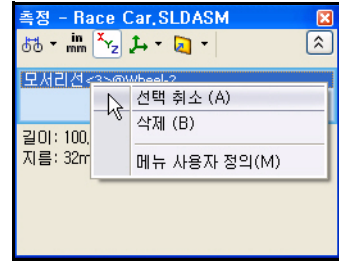 측정 - Race Car.SLDASM
in
mm
XYZ
모서리선<3>@Wheel-2
선택 취소 (A)
삭제 (B)
메뉴 사용자 정의(M)
길이: 100.
지름: 32m